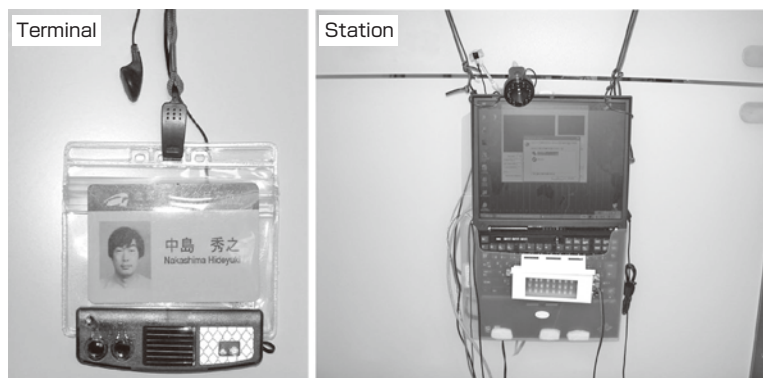 Terminal
Station
中島 秀之
Nakashima Hideyuki